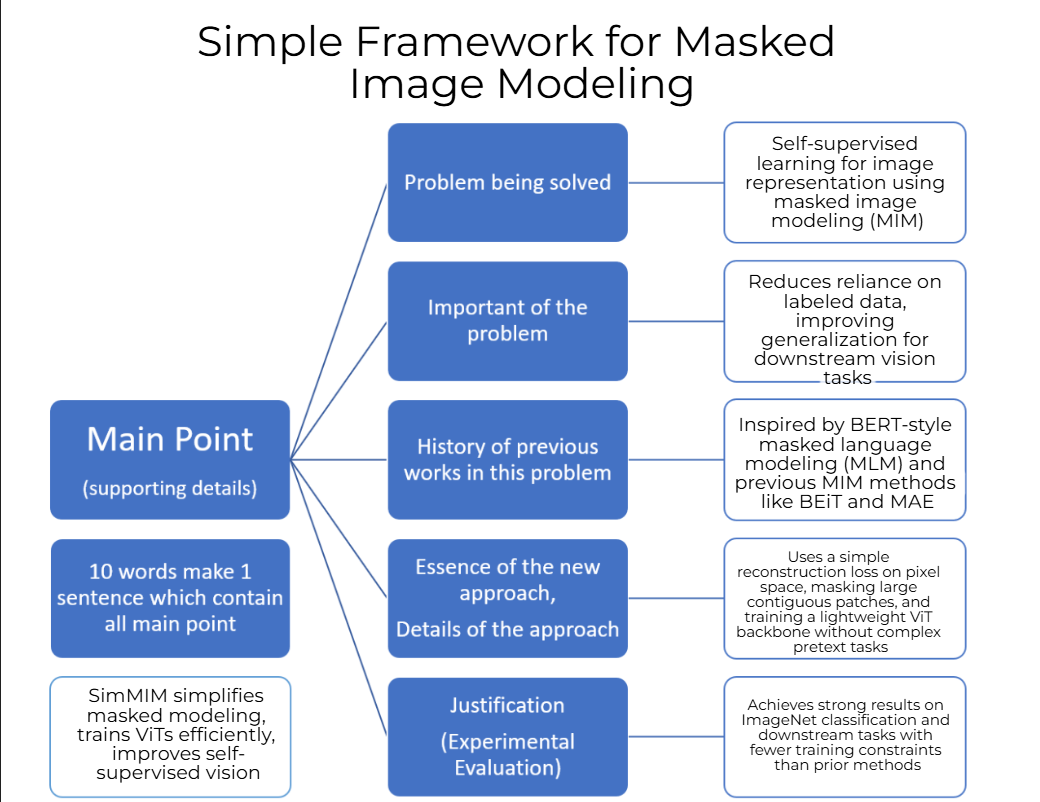 Simple Framework for Masked
Image Modeling
Problem being solved
Self-supervised
learning for image
representation using
masked image
modeling (MIM)
Important of the
problem
Reduces reliance on
labeled data,
improving
generalization for
downstream vision
tasks
Main Point
(supporting details)
History of previous
works in this problem
Inspired by BERT-style
masked language
modeling (MLM) and
previous MIM methods
like BEiT and MAE
10 words make 1
sentence which contain
all main point
Essence of the new
approach,
Details of the approach
Uses a simple
reconstruction loss on pixel
space, masking large
contiguous patches, and
training a lightweight ViT
backbone without complex
pretext tasks
SimMIM simplifies
masked modeling,
trains ViTs efficiently,
improves self-
supervised vision
Justification
(Experimental
Evaluation)
Achieves strong results on
ImageNet classification and
downstream tasks with
fewer training constraints
than prior methods